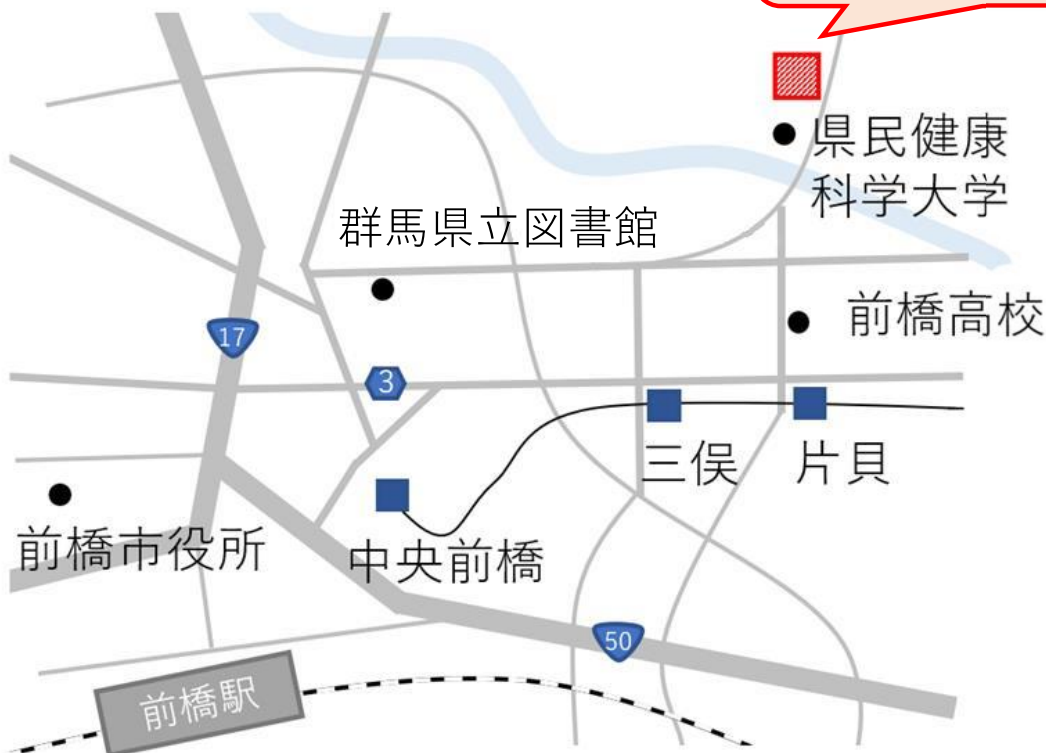 県民健康
科学大学
群馬県立図書館
前橋高校
17
3
三俣
片貝
前橋市役所
中央前橋
50
前橋駅